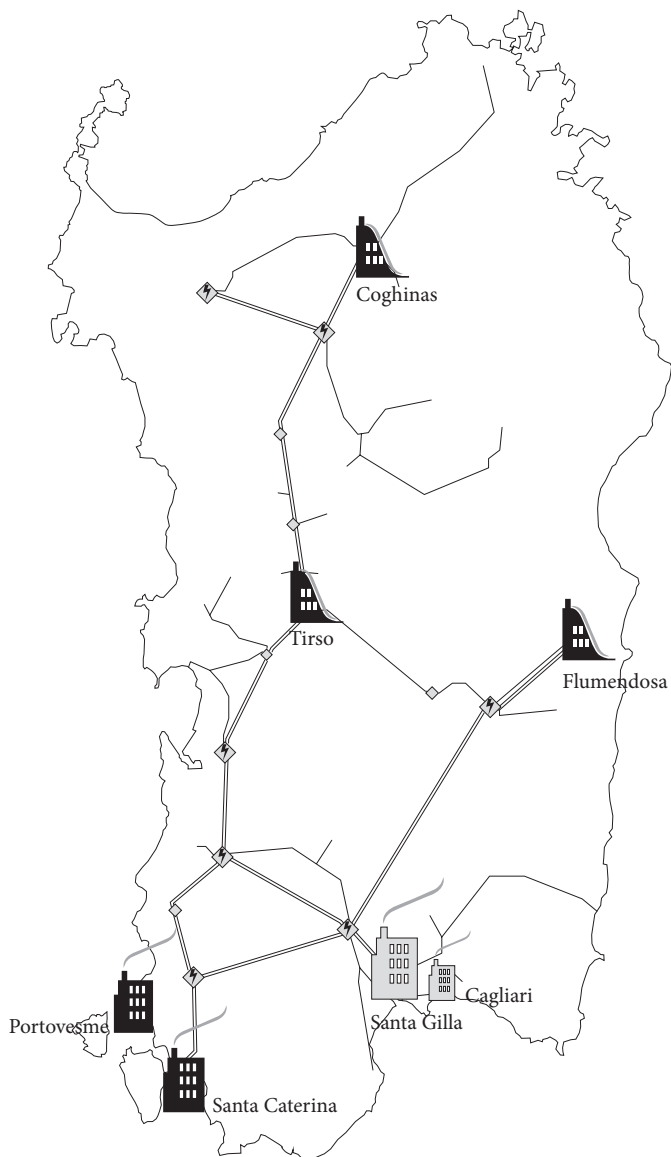 Coghinas
Tirso
Flumendosa
Cagliari
Portovesme
Santa Gilla
Santa Caterina